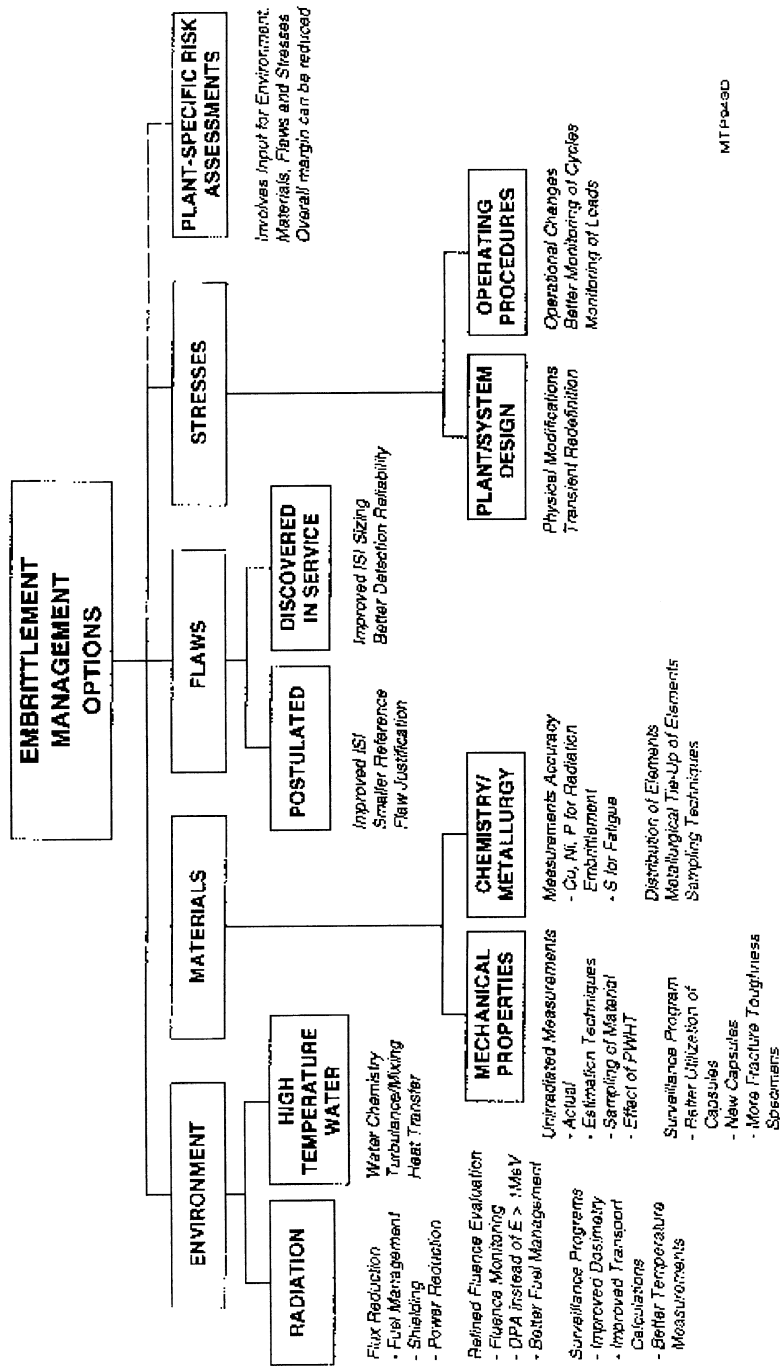 EMBRITTLEMENT
MANAGEMENT
OPTIONS
ENVIRONMENT
MATERIALS
FLAWS
STRESSES
PLANT-SPECIFIC RISK
ASSESSMENTS
Involves Input for Environment,
Materials, Flaws and Stresses
Overall margin can be reduced
RADIATION
Flux Reduction
- Fuel Management
- Shielding
- Power Reduction
Refined Fluence Evaluation
- Fluence Monitoring
- DPA instead of E > 1MeV
- Better Fuel Management
Surveillance Programs
- Improved Dosimetry
- Improved Transport
Calculations
- Better Temperature
Measurements
HIGH
TEMPERATURE
WATER
Water Chemistry
Turbulance/Mixing
Heat Transfer
MECHANICAL
PROPERTIES
Unirradiated Measurements
- Actual
- Estimation Techniques
- Sampling of Material
- Effect of PWHT
Surveillance Program
- Better Utilization of
Capsules
- New Capsules
- More Fracture Toughness
Specimens
CHEMISTRY/
METALLURGY
Measurements Accuracy
- Cu, Ni, P for Radiation
Embrittlement
- S for Fatigue
Distribution of Elements
Metallurgical Tie-Up of Elements
Sampling Techniques
POSTULATED
Improved ISI
Smaller Reference
Flaw Justification
DISCOVERED
IN SERVICE
Improved ISI Sizing
Better Detection Reliability
PLANT/SYSTEM
DESIGN
Physical Modifications
Transient Redefinition
OPERATING
PROCEDURES
Operational Changes
Better Monitoring of Cycles
Monitoring of Loads